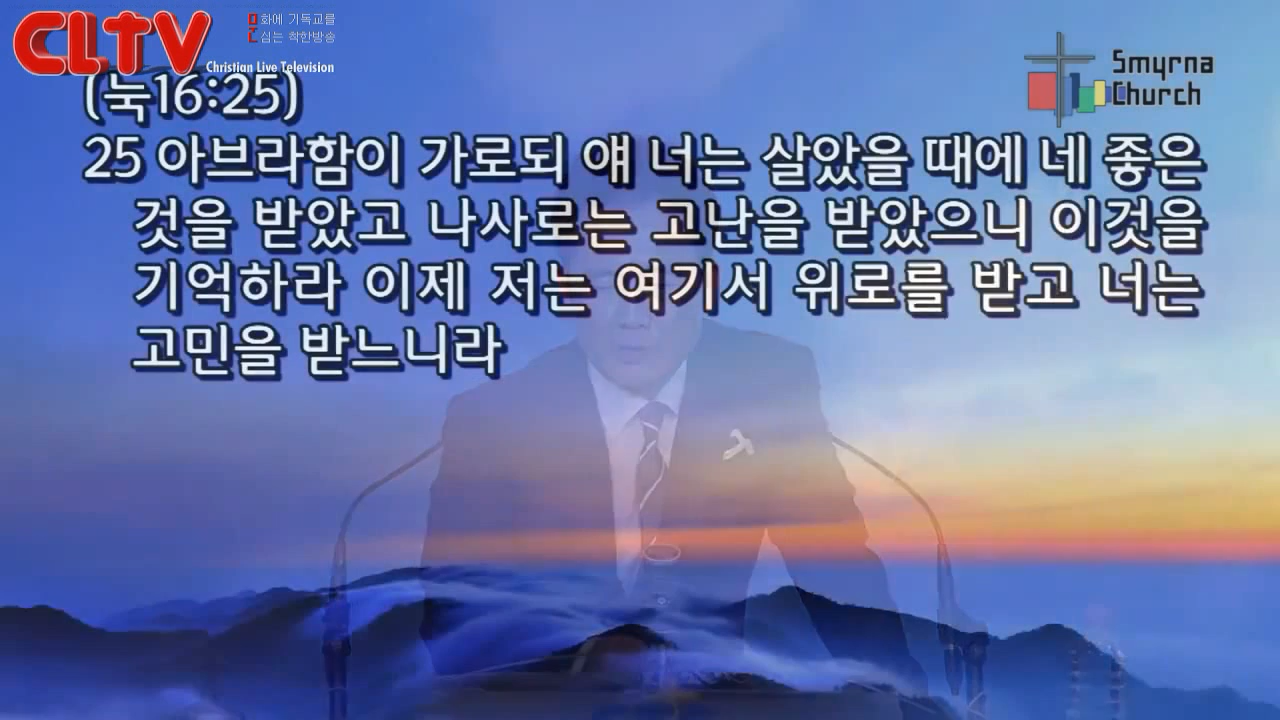 CLTV
문화에 기독교를
심는 착한방송
Christian Live Television
Smyrna
Church
(눅16:25)
25 아브라함이 가로되 얘 너는 살았을 때에 네 좋은
것을 받았고 나사로는 고난을 받았으니 이것을
기억하라 이제 저는 여기서 위로를 받고 너는
고민을 받느니라